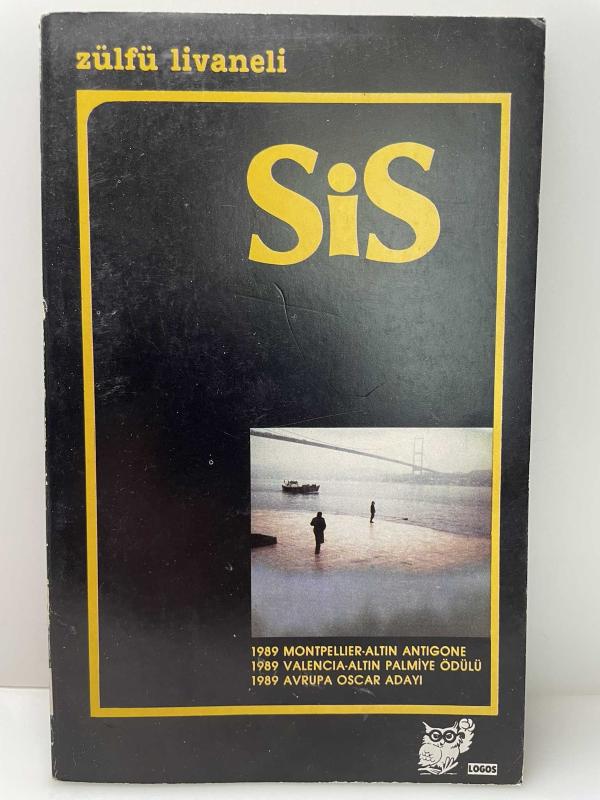 zülfü livaneli
SiS
1989 MONTPELLIER-ALTIN ANTIGONE
1989 VALENCIA-ALTIN PALMİYE ÖDÜLÜ
1989 AVRUPA OSCAR ADAYI
LOGOS